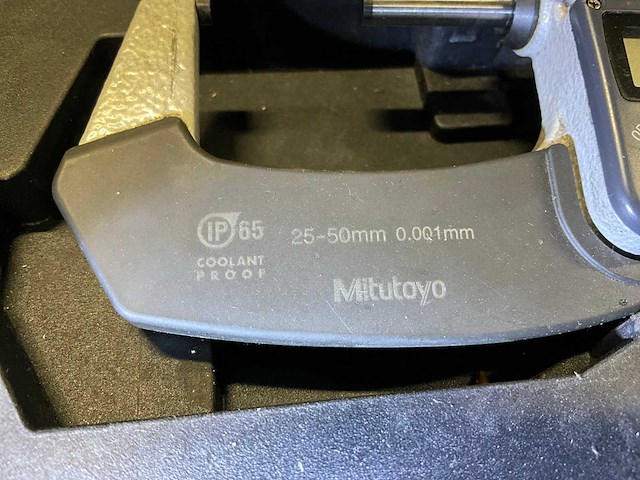 IP65
25-50mm 0.001mm
COOLANT
PROOF
Mitutoyo